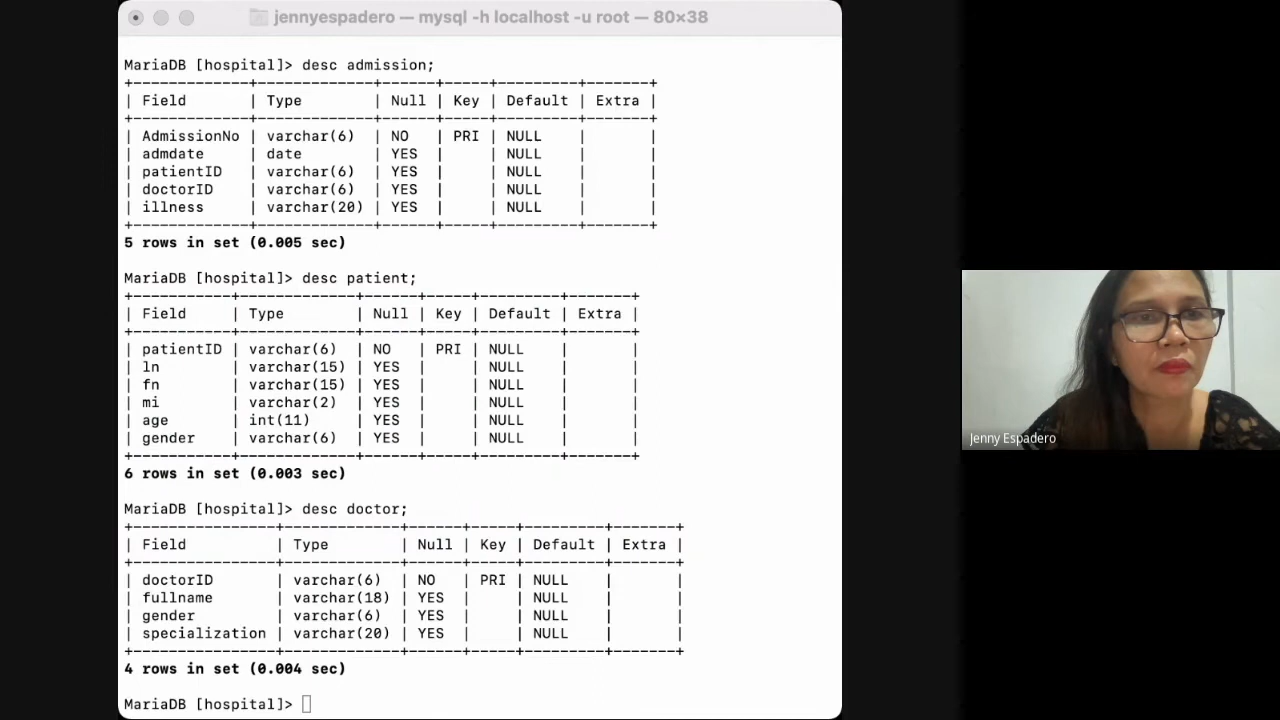 jennyespadero — mysql -h localhost -u root — 80×38
MariaDB [hospital]> desc admission;
+-------------+-------------+------+-----+---------+-------+
| Field       | Type        | Null | Key | Default | Extra |
+-------------+-------------+------+-----+---------+-------+
| AdmissionNo | varchar(6)  | NO   | PRI | NULL    |       |
| admdate     | date        | YES  |     | NULL    |       |
| patientID   | varchar(6)  | YES  |     | NULL    |       |
| doctorID    | varchar(6)  | YES  |     | NULL    |       |
| illness     | varchar(20) | YES  |     | NULL    |       |
+-------------+-------------+------+-----+---------+-------+
5 rows in set (0.005 sec)
MariaDB [hospital]> desc patient;
+-----------+-------------+------+-----+---------+-------+
| Field     | Type        | Null | Key | Default | Extra |
+-----------+-------------+------+-----+---------+-------+
| patientID | varchar(6)  | NO   | PRI | NULL    |       |
| ln        | varchar(15) | YES  |     | NULL    |       |
| fn        | varchar(15) | YES  |     | NULL    |       |
| mi        | varchar(2)  | YES  |     | NULL    |       |
| age       | int(11)     | YES  |     | NULL    |       |
| gender    | varchar(6)  | YES  |     | NULL    |       |
+-----------+-------------+------+-----+---------+-------+
6 rows in set (0.003 sec)
MariaDB [hospital]> desc doctor;
+----------------+-------------+------+-----+---------+-------+
| Field          | Type        | Null | Key | Default | Extra |
+----------------+-------------+------+-----+---------+-------+
| doctorID       | varchar(6)  | NO   | PRI | NULL    |       |
| fullname       | varchar(18) | YES  |     | NULL    |       |
| gender         | varchar(6)  | YES  |     | NULL    |       |
| specialization | varchar(20) | YES  |     | NULL    |       |
+----------------+-------------+------+-----+---------+-------+
4 rows in set (0.004 sec)
MariaDB [hospital]>
Jenny Espadero